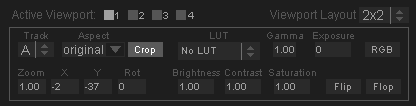 Active Viewport: 1 2 3 4 Viewport Layout 2x2
Track Aspect LUT Gamma Exposure
A original Crop No LUT 1.00 0 RGB
Zoom X Y Rot Brightness Contrast Saturation
1.00 -2 -37 0 1.00 1.00 1.00 Flip Flop